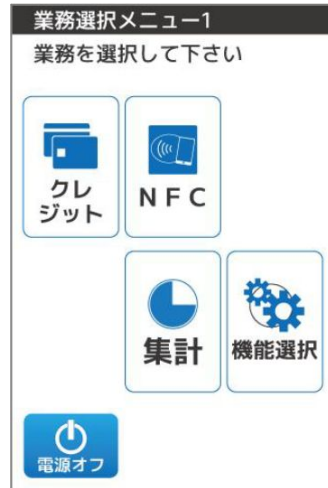 業務選択メニュー1
業務を選択して下さい
クレ
ジット
NFC
集計
機能選択
電源オフ